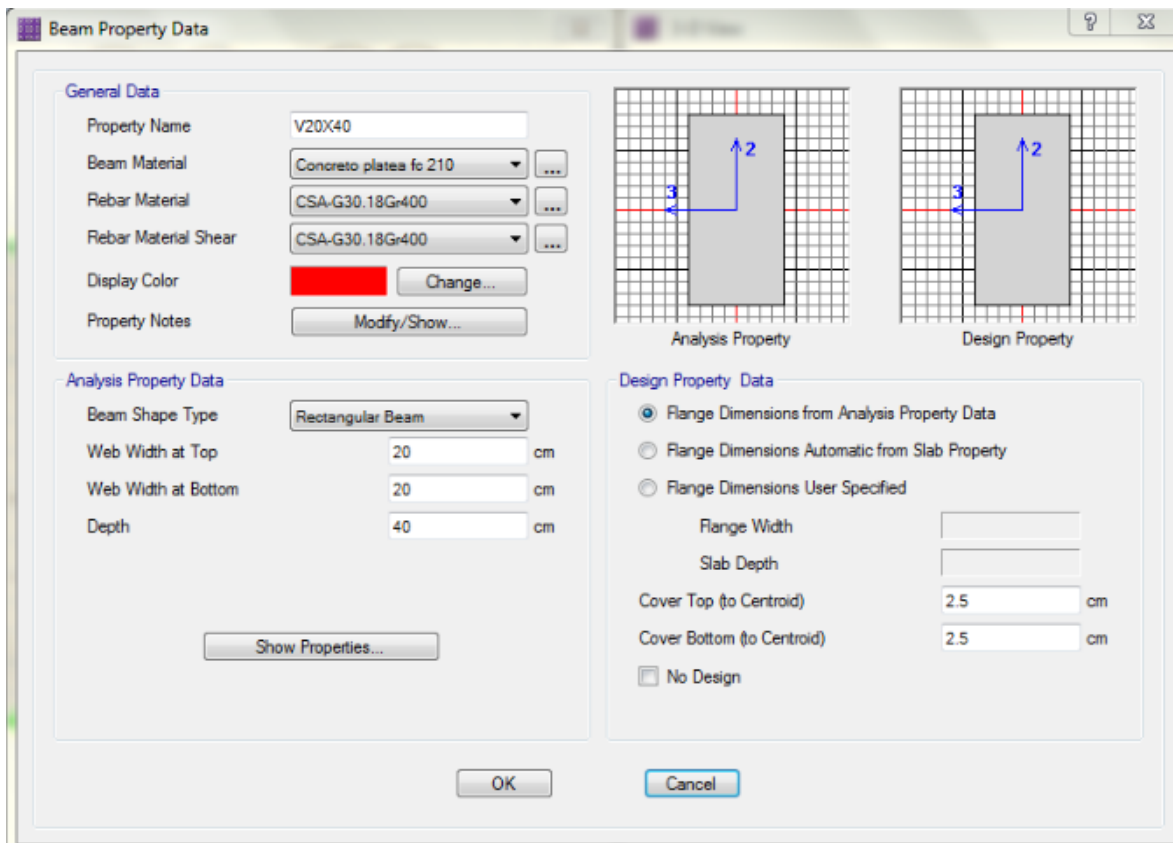 Beam Property Data
General Data
Property Name V20X40
Beam Material Concreto platea fc 210 ...
Rebar Material CSA-G30.18Gr400 ...
Rebar Material Shear CSA-G30.18Gr400 ...
Display Color Change...
Property Notes Modify/Show...
2
3
Analysis Property
2
3
Design Property
Analysis Property Data
Beam Shape Type Rectangular Beam
Web Width at Top 20 cm
Web Width at Bottom 20 cm
Depth 40 cm
Show Properties...
Design Property Data
Flange Dimensions from Analysis Property Data
Flange Dimensions Automatic from Slab Property
Flange Dimensions User Specified
Flange Width
Slab Depth
Cover Top (to Centroid) 2.5 cm
Cover Bottom (to Centroid) 2.5 cm
No Design
OK Cancel